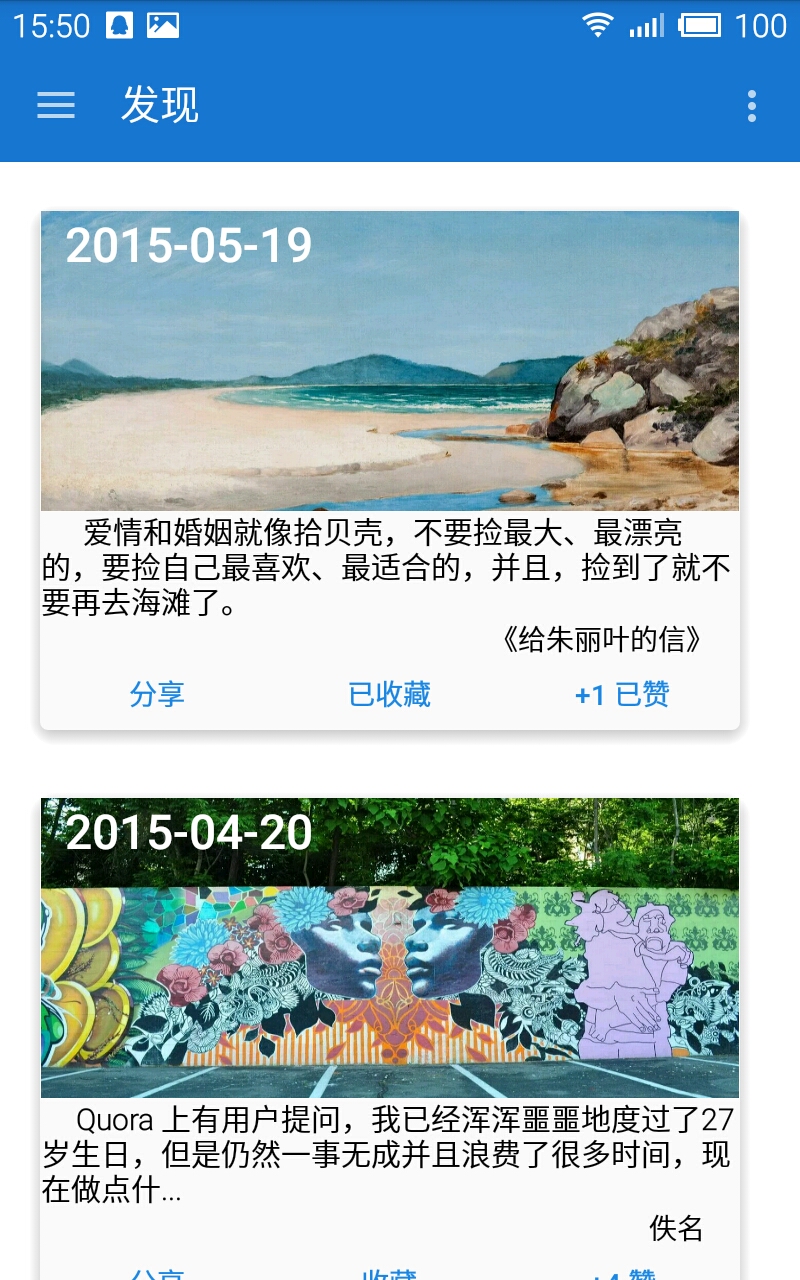 15:50 100
发现
2015-05-19
爱情和婚姻就像拾贝壳，不要捡最大、最漂亮
的，要捡自己最喜欢、最适合的，并且，捡到了就不
要再去海滩了。
《给朱丽叶的信》
分享 已收藏 +1 已赞
2015-04-20
Quora 上有用户提问，我已经浑浑噩噩地度过了27
岁生日，但是仍然一事无成并且浪费了很多时间，现
在做点什...
佚名
分享 收藏 +4 赞